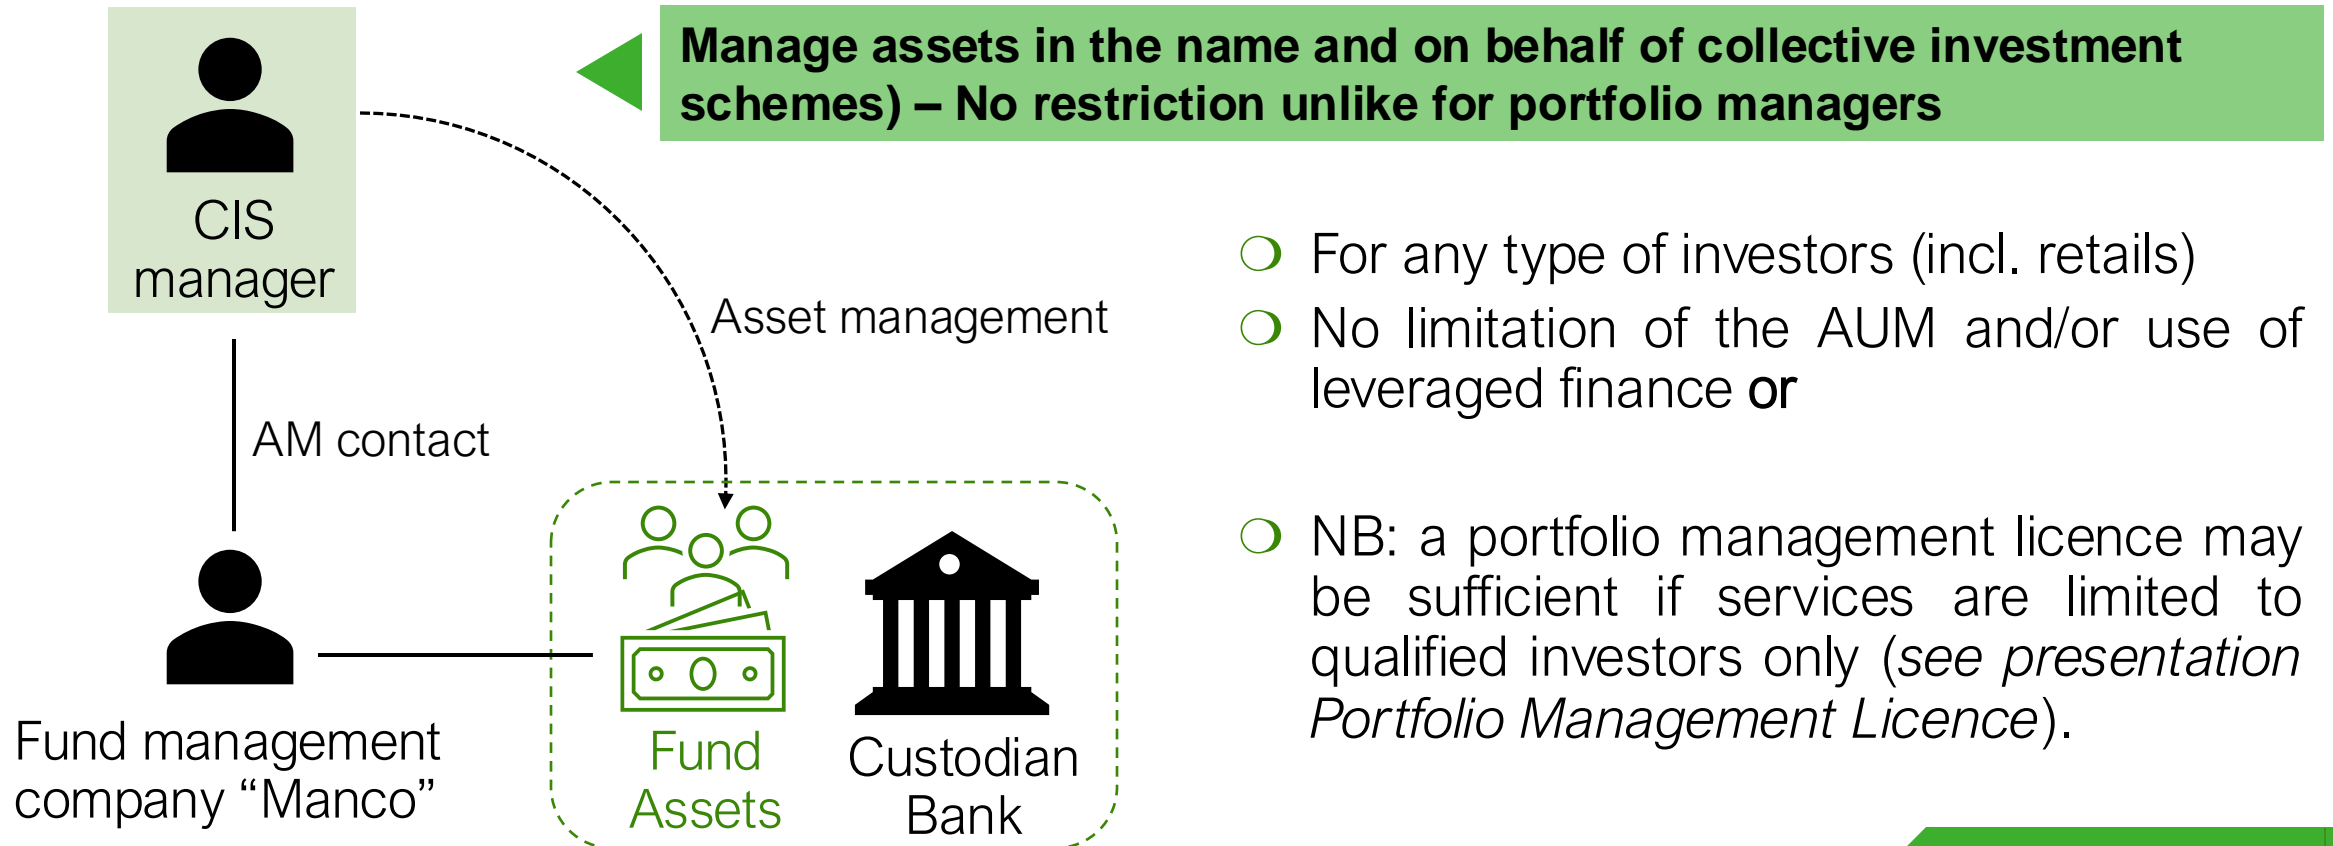 Manage assets in the name and on behalf of collective investment
schemes) – No restriction unlike for portfolio managers
CIS
manager
Asset management
AM contact
Fund management
company “Manco”
Fund
Assets
Custodian
Bank
For any type of investors (incl. retails)
No limitation of the AUM and/or use of
leveraged finance or
NB: a portfolio management licence may
be sufficient if services are limited to
qualified investors only (see presentation
Portfolio Management Licence).